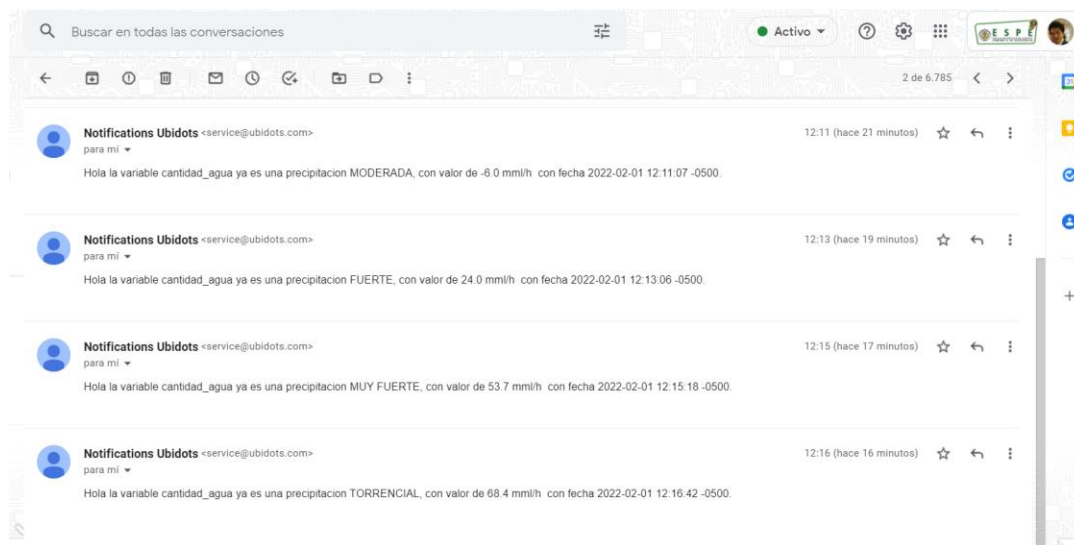 Buscar en todas las conversaciones
Activo
ESPE
2 de 6.785
Notifications Ubidots <service@ubidots.com>
12:11 (hace 21 minutos)
para mí
Hola la variable cantidad_agua ya es una precipitacion MODERADA, con valor de -6.0 mml/h con fecha 2022-02-01 12:11:07 -0500.
Notifications Ubidots <service@ubidots.com>
12:13 (hace 19 minutos)
para mí
Hola la variable cantidad_agua ya es una precipitacion FUERTE, con valor de 24.0 mml/h con fecha 2022-02-01 12:13:06 -0500.
Notifications Ubidots <service@ubidots.com>
12:15 (hace 17 minutos)
para mí
Hola la variable cantidad_agua ya es una precipitacion MUY FUERTE, con valor de 53.7 mml/h con fecha 2022-02-01 12:15:18 -0500.
Notifications Ubidots <service@ubidots.com>
12:16 (hace 16 minutos)
para mí
Hola la variable cantidad_agua ya es una precipitacion TORRENCIAL, con valor de 68.4 mml/h con fecha 2022-02-01 12:16:42 -0500.